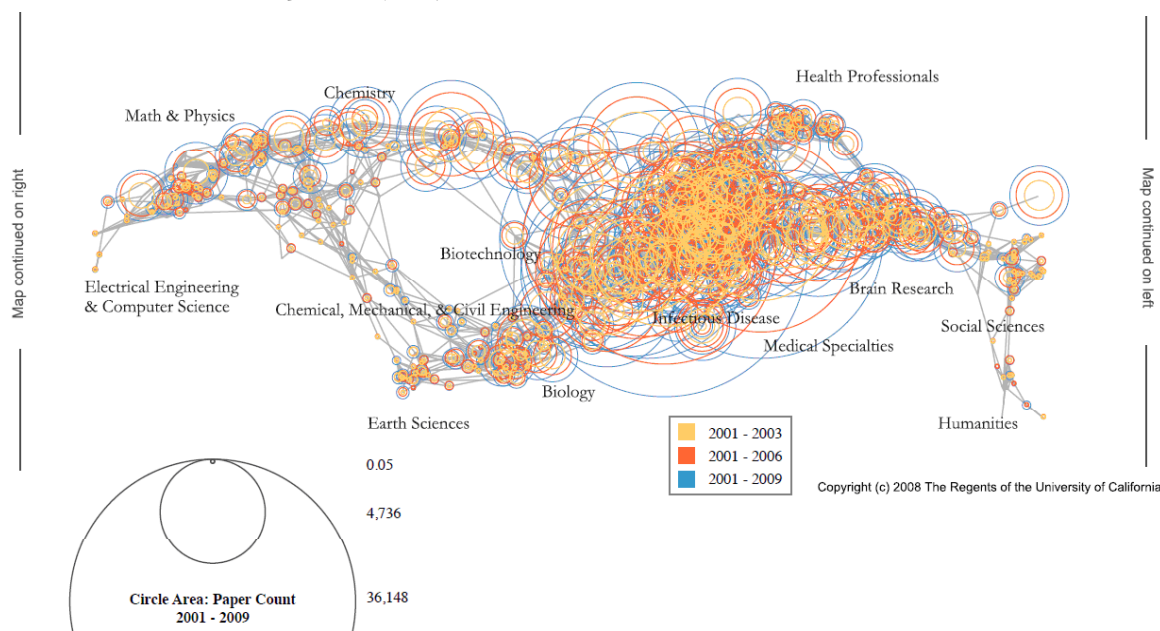 Health Professionals
Chemistry
Math & Physics
Map continued on right
Map continued on left
Biotechnology
Electrical Engineering
& Computer Science
Chemical, Mechanical, & Civil Engineering
Brain Research
Infectious Disease
Social Sciences
Medical Specialties
Biology
Earth Sciences
Humanities
2001 - 2003
2001 - 2006
2001 - 2009
Copyright (c) 2008 The Regents of the University of California
0.05
4,736
36,148
Circle Area: Paper Count
2001 - 2009